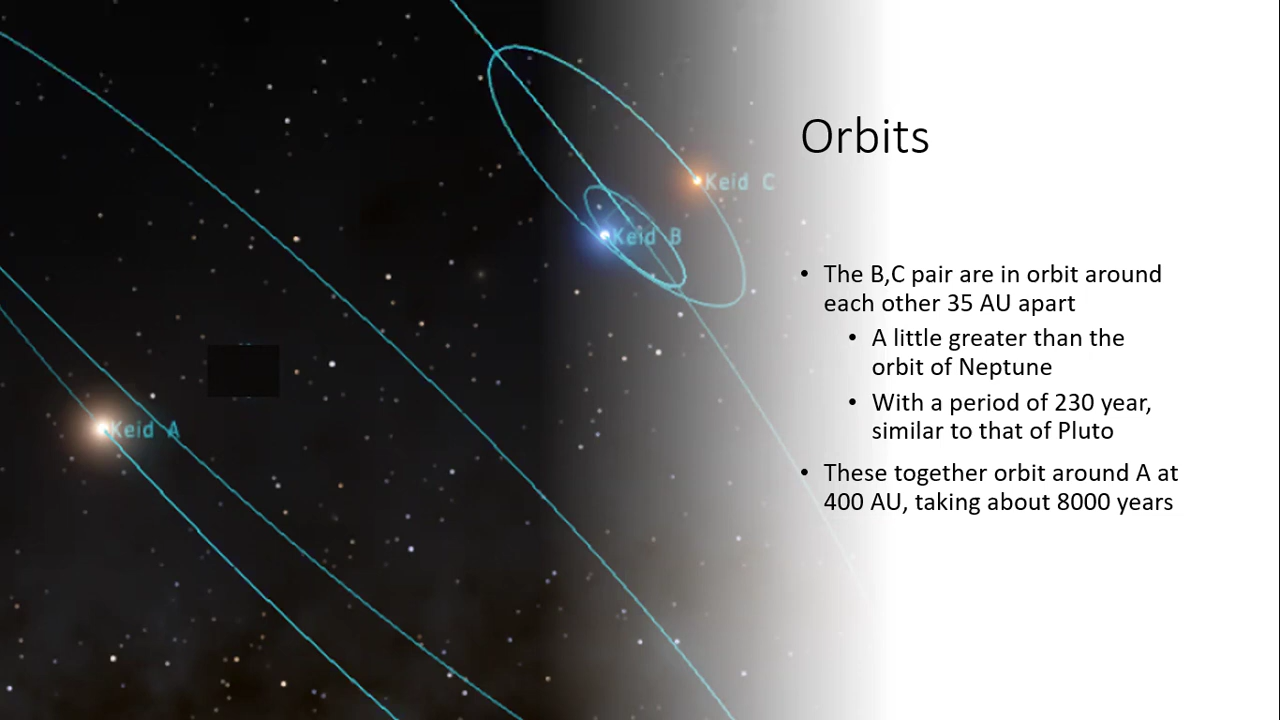 Orbits
Keid C
Keid B
• The B,C pair are in orbit around
each other 35 AU apart
• A little greater than the
orbit of Neptune
• With a period of 230 year,
similar to that of Pluto
Keid A
• These together orbit around A at
400 AU, taking about 8000 years